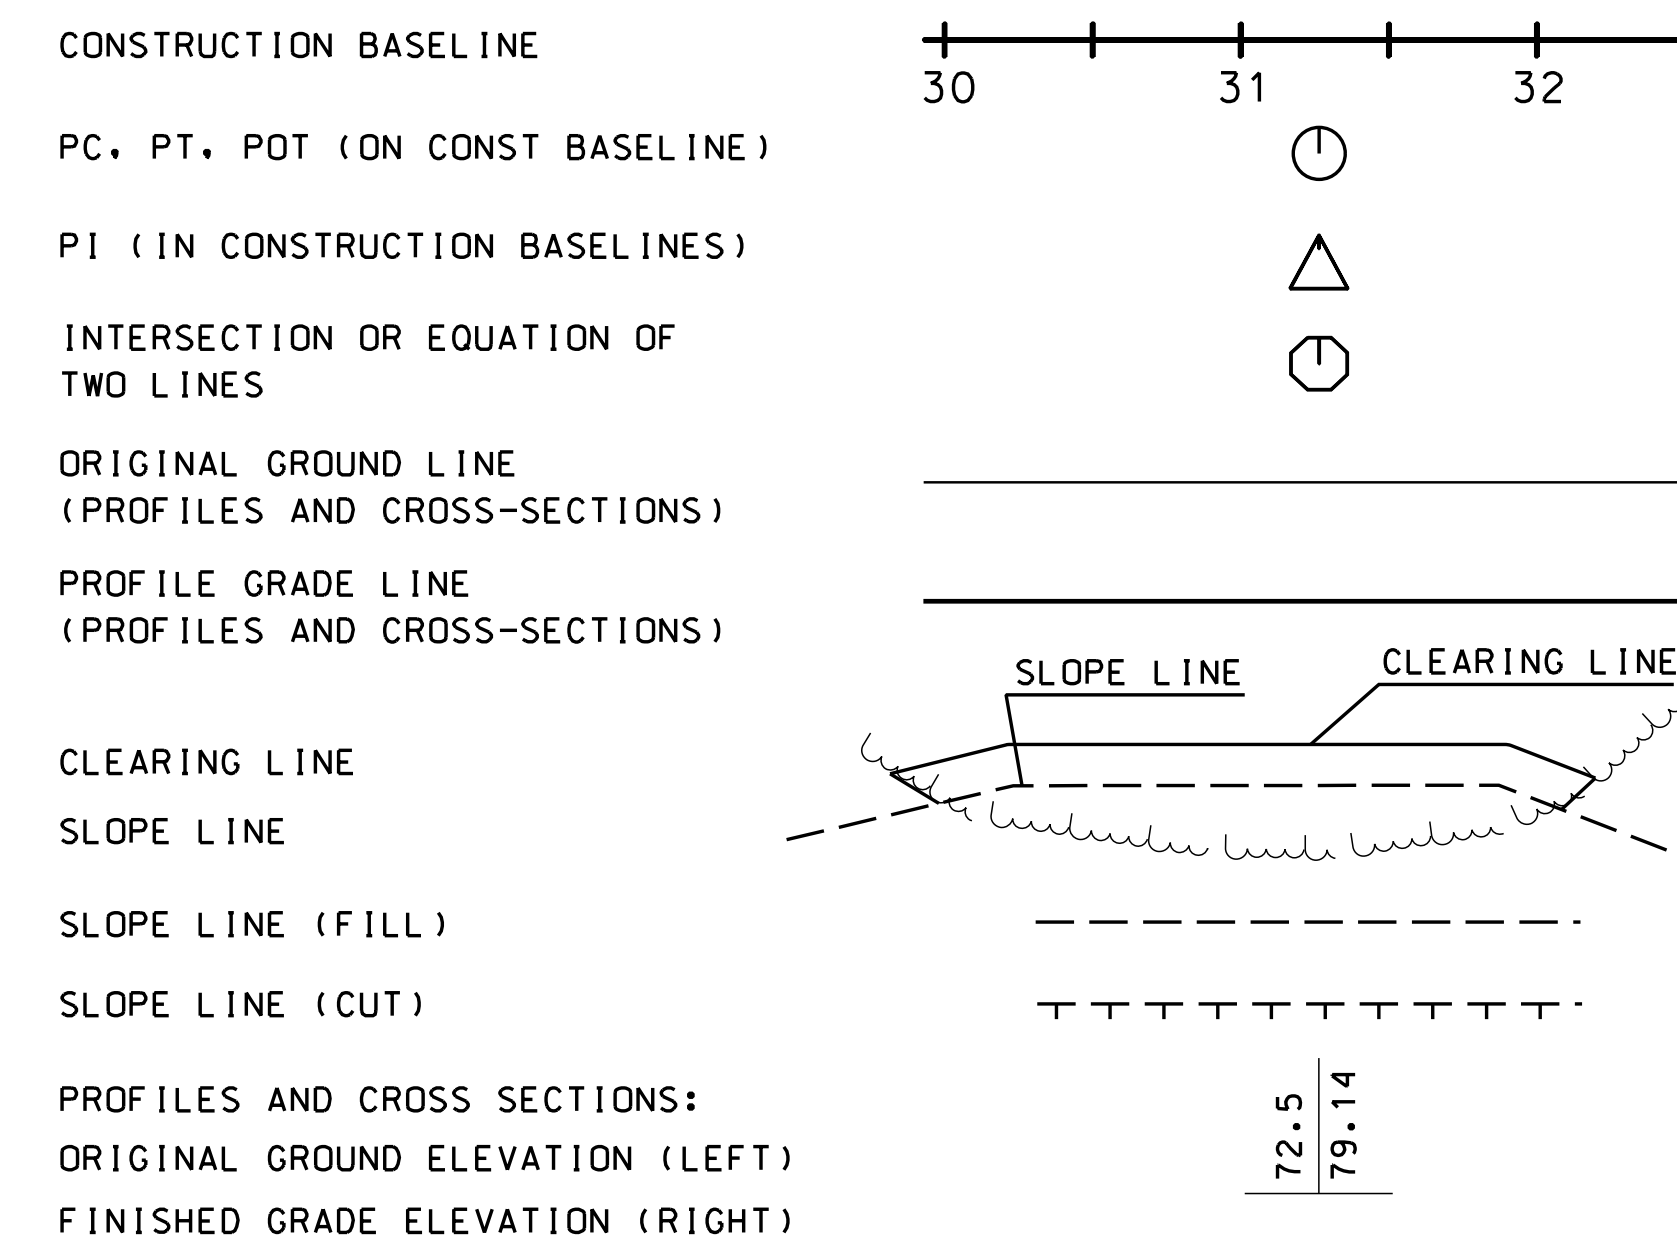 CONSTRUCTION BASELINE
30 31 32
PC, PT, POT (ON CONST BASELINE)
PI (IN CONSTRUCTION BASELINES)
INTERSECTION OR EQUATION OF
TWO LINES
ORIGINAL GROUND LINE
(PROFILES AND CROSS-SECTIONS)
PROFILE GRADE LINE
(PROFILES AND CROSS-SECTIONS)
SLOPE LINE
CLEARING LINE
CLEARING LINE
SLOPE LINE
SLOPE LINE (FILL)
SLOPE LINE (CUT)
PROFILES AND CROSS SECTIONS:
ORIGINAL GROUND ELEVATION (LEFT)
FINISHED GRADE ELEVATION (RIGHT)
72.5
79.14